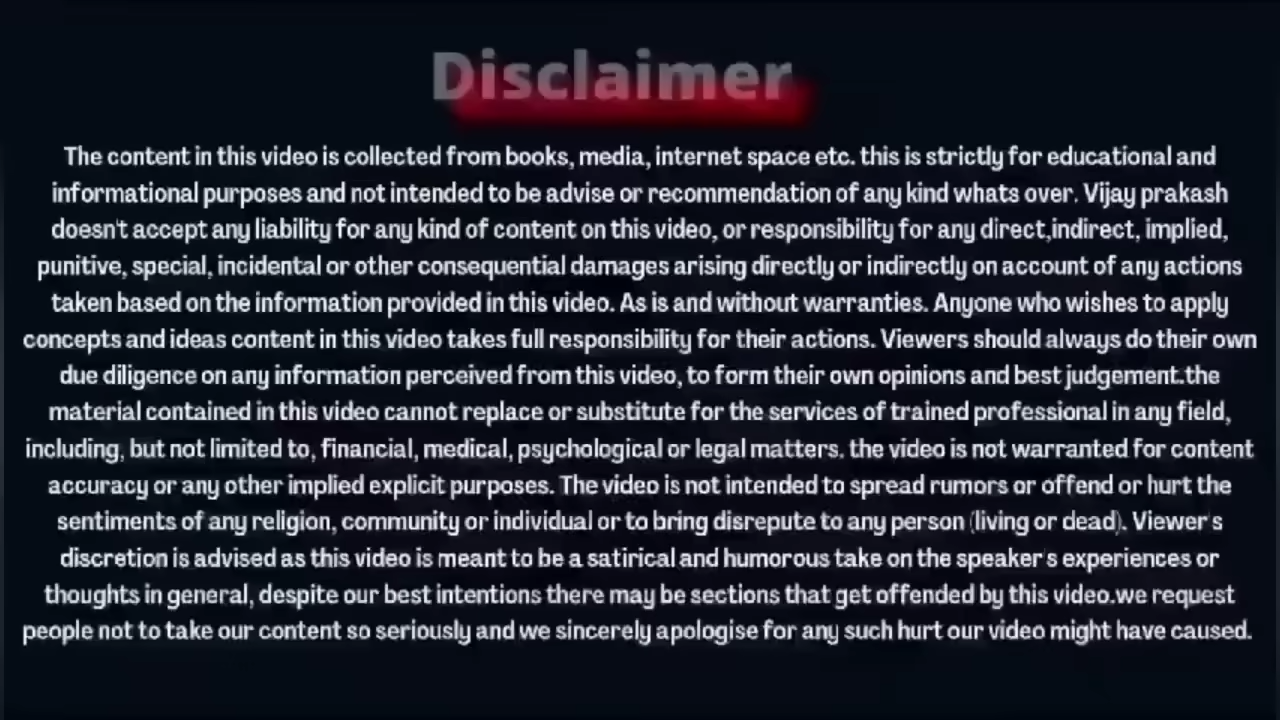 Disclaimer
The content in this video is collected from books, media, internet space etc. this is strictly for educational and
informational purposes and not intended to be advise or recommendation of any kind whats over. Vijay prakash
doesn't accept any liability for any kind of content on this video, or responsibility for any direct,indirect, implied,
punitive, special, incidental or other consequential damages arising directly or indirectly on account of any actions
taken based on the information provided in this video. As is and without warranties. Anyone who wishes to apply
concepts and ideas content in this video takes full responsibility for their actions. Viewers should always do their own
due diligence on any information perceived from this video, to form their own opinions and best judgement.the
material contained in this video cannot replace or substitute for the services of trained professional in any field,
including, but not limited to, financial, medical, psychological or legal matters. the video is not warranted for content
accuracy or any other implied explicit purposes. The video is not intended to spread rumors or offend or hurt the
sentiments of any religion, community or individual or to bring disrepute to any person (living or dead). Viewer's
discretion is advised as this video is meant to be a satirical and humorous take on the speaker's experiences or
thoughts in general, despite our best intentions there may be sections that get offended by this video.we request
people not to take our content so seriously and we sincerely apologise for any such hurt our video might have caused.